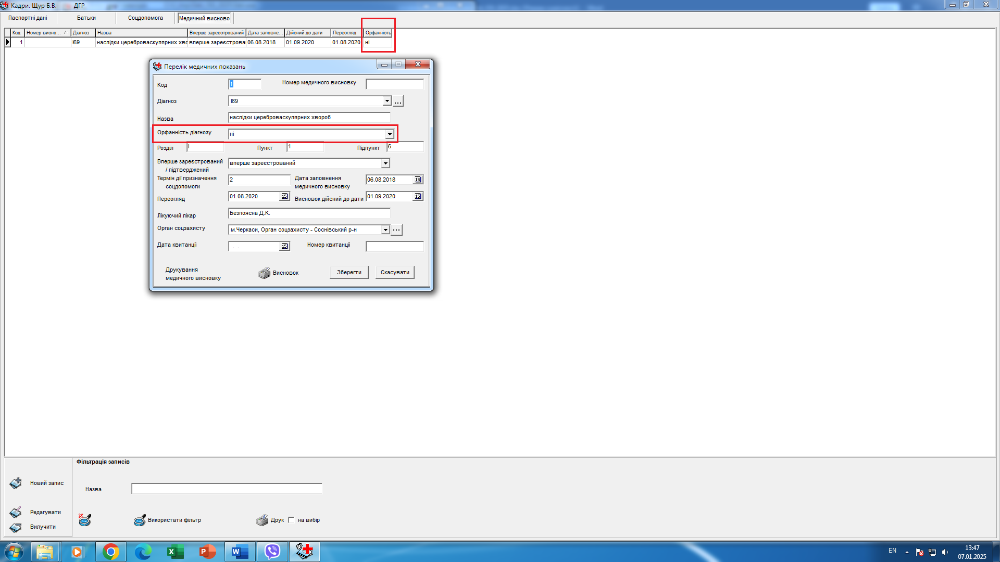 Кадри. Щур Б.В. ДГР
Паспортні дані Батьки Соцдопомога Медичний висново
Код Номер висно... Діагноз Назва Вперше зареєстрований Дата заповне... Дійсний до дати Переогляд Орфанність
1 I69 наслідки цереброваскулярних хво вперше зареєстрова 06.08.2018 01.09.2020 01.08.2020 ні
Перелік медичних показань
Код 1 Номер медичного висновку
Діагноз I69 ...
Назва наслідки цереброваскулярних хвороб
Орфанність діагнозу ні
Розділ I Пункт 1 Підпункт 6
Вперше зареєстрований
/ підтверджений вперше зареєстрований
Термін дії призначення
соцдопомоги 2 Дата заповнення
медичного висновку 06.08.2018 15
Переогляд 01.08.2020 15 Висновок дійсний до дати 01.09.2020 15
Лікуючий лікар Безпоясна Д.К.
Орган соцзахисту м.Черкаси, Орган соцзахисту - Соснівський р-н ...
Дата квитанції . . 15 Номер квитанції
Друкування
медичного висновку Висновок Зберегти Скасувати
Фільтрація записів
Новий запис
Назва
Редагувати
Вилучити
Використати фільтр Друк на вибір
EN 13:47
07.01.2025